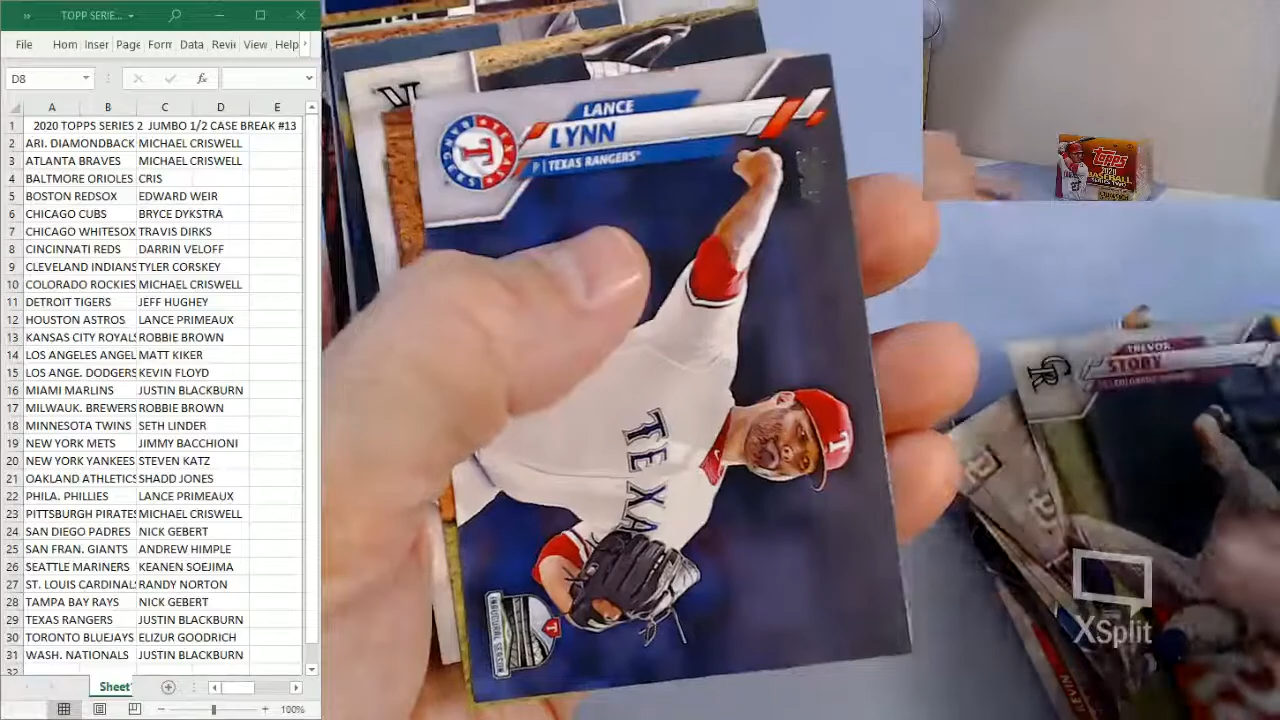 TOPP SERIE...
File Hom Inser Page Form Data Revi View Help
D8
fx
A B C D E
1 2020 TOPPS SERIES 2 JUMBO 1/2 CASE BREAK #13
2 ARI. DIAMONDBACK MICHAEL CRISWELL
3 ATLANTA BRAVES MICHAEL CRISWELL
4 BALTMORE ORIOLES CRIS
5 BOSTON REDSOX EDWARD WEIR
6 CHICAGO CUBS BRYCE DYKSTRA
7 CHICAGO WHITESOX TRAVIS DIRKS
8 CINCINNATI REDS DARRIN VELOFF
9 CLEVELAND INDIANS TYLER CORSKEY
10 COLORADO ROCKIES MICHAEL CRISWELL
11 DETROIT TIGERS JEFF HUGHEY
12 HOUSTON ASTROS LANCE PRIMEAUX
13 KANSAS CITY ROYALS ROBBIE BROWN
14 LOS ANGELES ANGEL MATT KIKER
15 LOS ANGE. DODGERS KEVIN FLOYD
16 MIAMI MARLINS JUSTIN BLACKBURN
17 MILWAUK. BREWERS ROBBIE BROWN
18 MINNESOTA TWINS SETH LINDER
19 NEW YORK METS JIMMY BACCHIONI
20 NEW YORK YANKEES STEVEN KATZ
21 OAKLAND ATHLETICS SHADD JONES
22 PHILA. PHILLIES LANCE PRIMEAUX
23 PITTSBURGH PIRATES MICHAEL CRISWELL
24 SAN DIEGO PADRES NICK GEBERT
25 SAN FRAN. GIANTS ANDREW HIMPLE
26 SEATTLE MARINERS KEANEN SOEJIMA
27 ST. LOUIS CARDINALS RANDY NORTON
28 TAMPA BAY RAYS NICK GEBERT
29 TEXAS RANGERS JUSTIN BLACKBURN
30 TORONTO BLUEJAYS ELIZUR GOODRICH
31 WASH. NATIONALS JUSTIN BLACKBURN
32
Sheet
100%
LANCE
LYNN
P | TEXAS RANGERS
TEXAS RANGERS
T
TEXA
T
INAUGURAL SEASON
topps
2020
BASEBALL
SERIES TWO
TREVOR
STORY
CR
KEVIN
XSplit